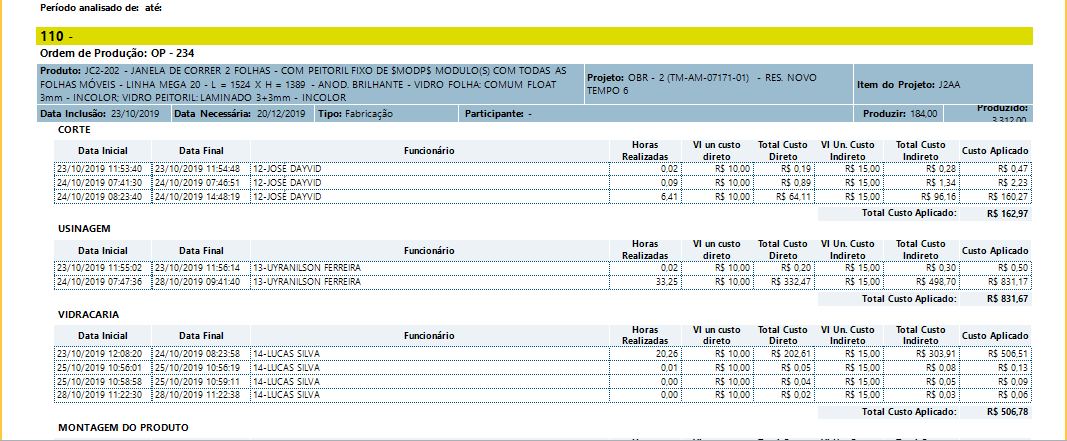 Período analisado de:  até:
110 -
Ordem de Produção: OP - 234
Produto: JC2-202 - JANELA DE CORRER 2 FOLHAS - COM PEITORIL FIXO DE $MODP$ MODULO(S) COM TODAS AS
FOLHAS MÓVEIS - LINHA MEGA 20 - L = 1524 X H = 1389 - ANOD. BRILHANTE - VIDRO FOLHA: COMUM FLOAT
3mm - INCOLOR; VIDRO PEITORIL: LAMINADO 3+3mm - INCOLOR
Projeto: OBR - 2 (TM-AM-07171-01) - RES. NOVO
TEMPO 6
Item do Projeto: J2AA
Data Inclusão: 23/10/2019 Data Necessária: 20/12/2019 Tipo: Fabricação Participante: - Produzir: 184,00 Produzido:
3.312,00
CORTE
Data Inicial Data Final Funcionário Horas Realizadas Vl un custo direto Total Custo Direto Vl Un. Custo Indireto Total Custo Indireto Custo Aplicado
23/10/2019 11:53:40 23/10/2019 11:54:48 12-JOSE DAYVID 0,02 R$ 10,00 R$ 0,19 R$ 15,00 R$ 0,28 R$ 0,47
24/10/2019 07:41:30 24/10/2019 07:46:51 12-JOSE DAYVID 0,09 R$ 10,00 R$ 0,89 R$ 15,00 R$ 1,34 R$ 2,23
24/10/2019 08:23:40 24/10/2019 14:48:19 12-JOSE DAYVID 6,41 R$ 10,00 R$ 64,11 R$ 15,00 R$ 96,16 R$ 160,27
Total Custo Aplicado: R$ 162,97
USINAGEM
Data Inicial Data Final Funcionário Horas Realizadas Vl un custo direto Total Custo Direto Vl Un. Custo Indireto Total Custo Indireto Custo Aplicado
23/10/2019 11:55:02 23/10/2019 11:56:14 13-UYRANILSON FERREIRA 0,02 R$ 10,00 R$ 0,20 R$ 15,00 R$ 0,30 R$ 0,50
24/10/2019 07:47:36 28/10/2019 09:41:40 13-UYRANILSON FERREIRA 33,25 R$ 10,00 R$ 332,47 R$ 15,00 R$ 498,70 R$ 831,17
Total Custo Aplicado: R$ 831,67
VIDRACARIA
Data Inicial Data Final Funcionário Horas Realizadas Vl un custo direto Total Custo Direto Vl Un. Custo Indireto Total Custo Indireto Custo Aplicado
23/10/2019 12:08:20 24/10/2019 08:23:58 14-LUCAS SILVA 20,26 R$ 10,00 R$ 202,61 R$ 15,00 R$ 303,91 R$ 506,51
25/10/2019 10:56:01 25/10/2019 10:56:19 14-LUCAS SILVA 0,01 R$ 10,00 R$ 0,05 R$ 15,00 R$ 0,08 R$ 0,13
25/10/2019 10:58:58 25/10/2019 10:59:11 14-LUCAS SILVA 0,00 R$ 10,00 R$ 0,04 R$ 15,00 R$ 0,05 R$ 0,09
28/10/2019 11:22:30 28/10/2019 11:22:38 14-LUCAS SILVA 0,00 R$ 10,00 R$ 0,02 R$ 15,00 R$ 0,03 R$ 0,06
Total Custo Aplicado: R$ 506,78
MONTAGEM DO PRODUTO